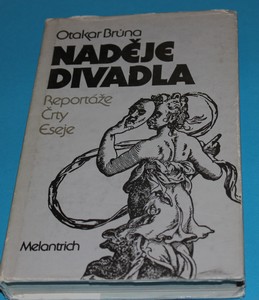 Otakar Brůna
NADĚJE
DIVADLA
Reportáže
Črty
Eseje
Melantrich